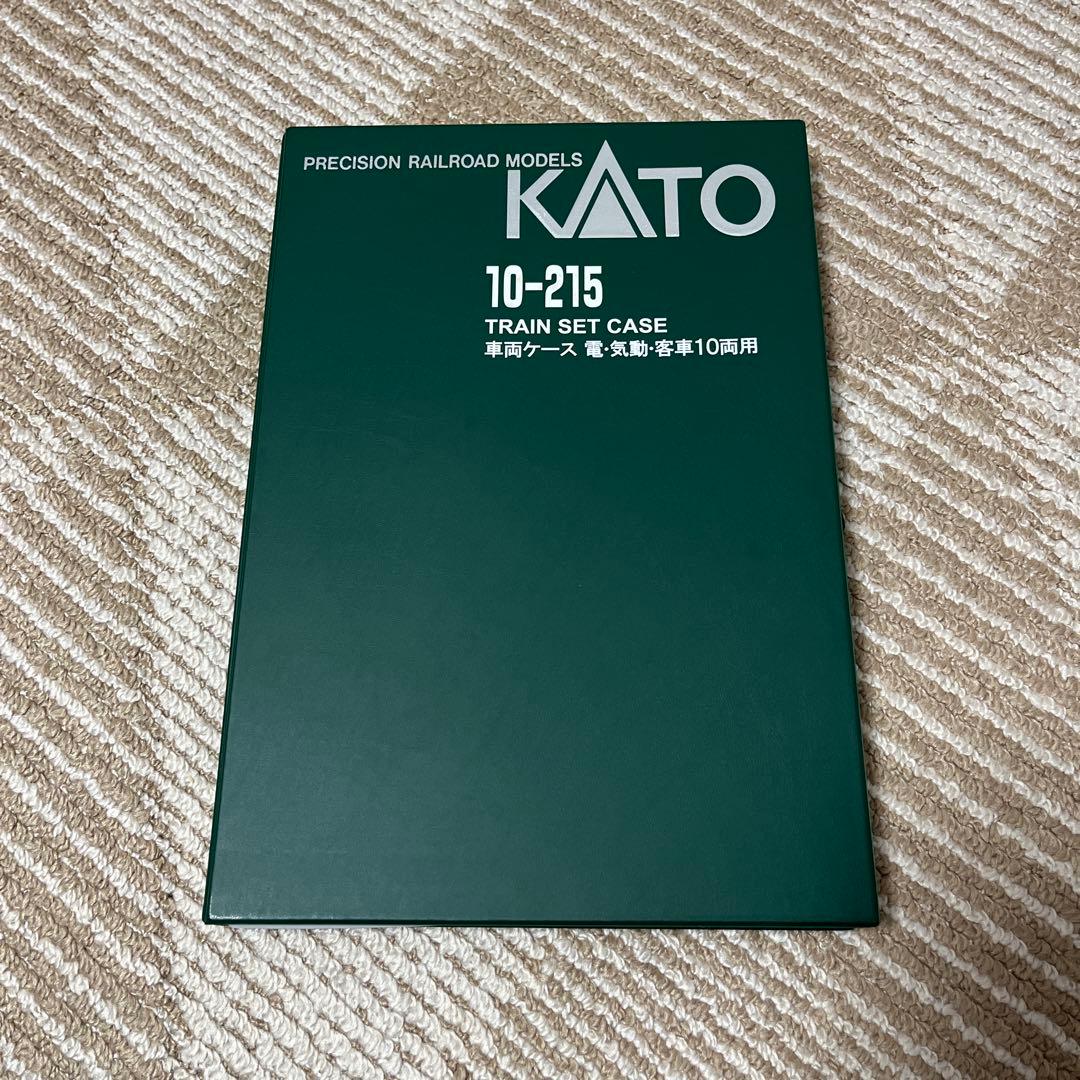 PRECISION RAILROAD MODELS
KATO
10-215
TRAIN SET CASE
車両ケース 電・気動・客車10両用